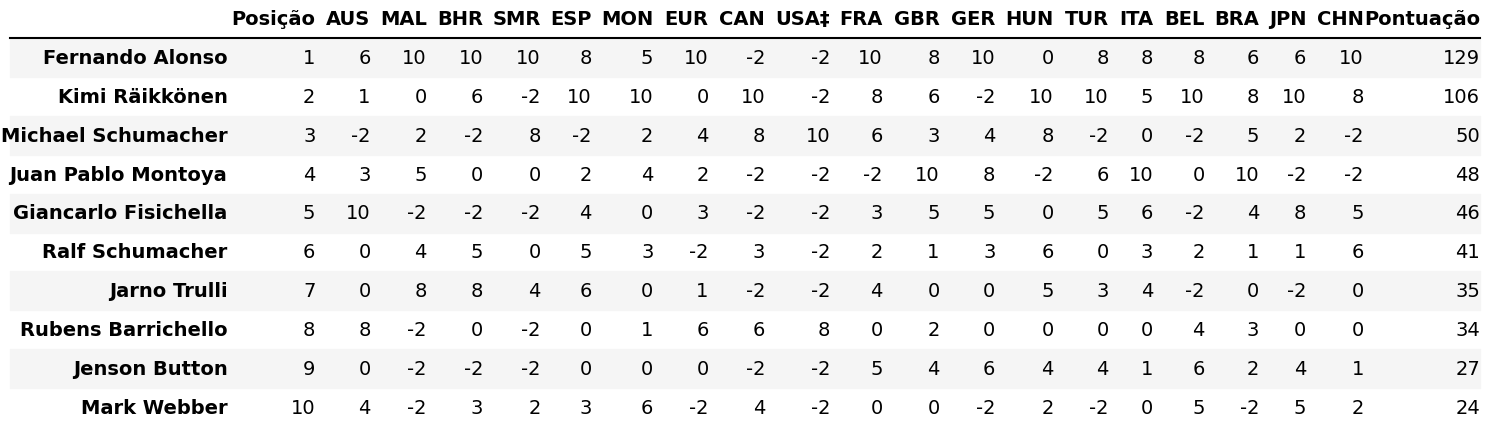 Posição AUS MAL BHR SMR ESP MON EUR CAN USA‡ FRA GBR GER HUN TUR ITA BEL BRA JPN CHN Pontuação
Fernando Alonso 1 6 10 10 10 8 5 10 -2 -2 10 8 10 0 8 8 8 6 6 10 129
Kimi Räikkönen 2 1 0 6 -2 10 10 0 10 -2 8 6 -2 10 10 5 10 8 10 8 106
Michael Schumacher 3 -2 2 -2 8 -2 2 4 8 10 6 3 4 8 -2 0 -2 5 2 -2 50
Juan Pablo Montoya 4 3 5 0 0 2 4 2 -2 -2 -2 10 8 -2 6 10 0 10 -2 -2 48
Giancarlo Fisichella 5 10 -2 -2 -2 4 0 3 -2 -2 3 5 5 0 5 6 -2 4 8 5 46
Ralf Schumacher 6 0 4 5 0 5 3 -2 3 -2 2 1 3 6 0 3 2 1 1 6 41
Jarno Trulli 7 0 8 8 4 6 0 1 -2 -2 4 0 0 5 3 4 -2 0 -2 0 35
Rubens Barrichello 8 8 -2 0 -2 0 1 6 6 8 0 2 0 0 0 0 4 3 0 0 34
Jenson Button 9 0 -2 -2 -2 0 0 0 -2 -2 5 4 6 4 4 1 6 2 4 1 27
Mark Webber 10 4 -2 3 2 3 6 -2 4 -2 0 0 -2 2 -2 0 5 -2 5 2 24